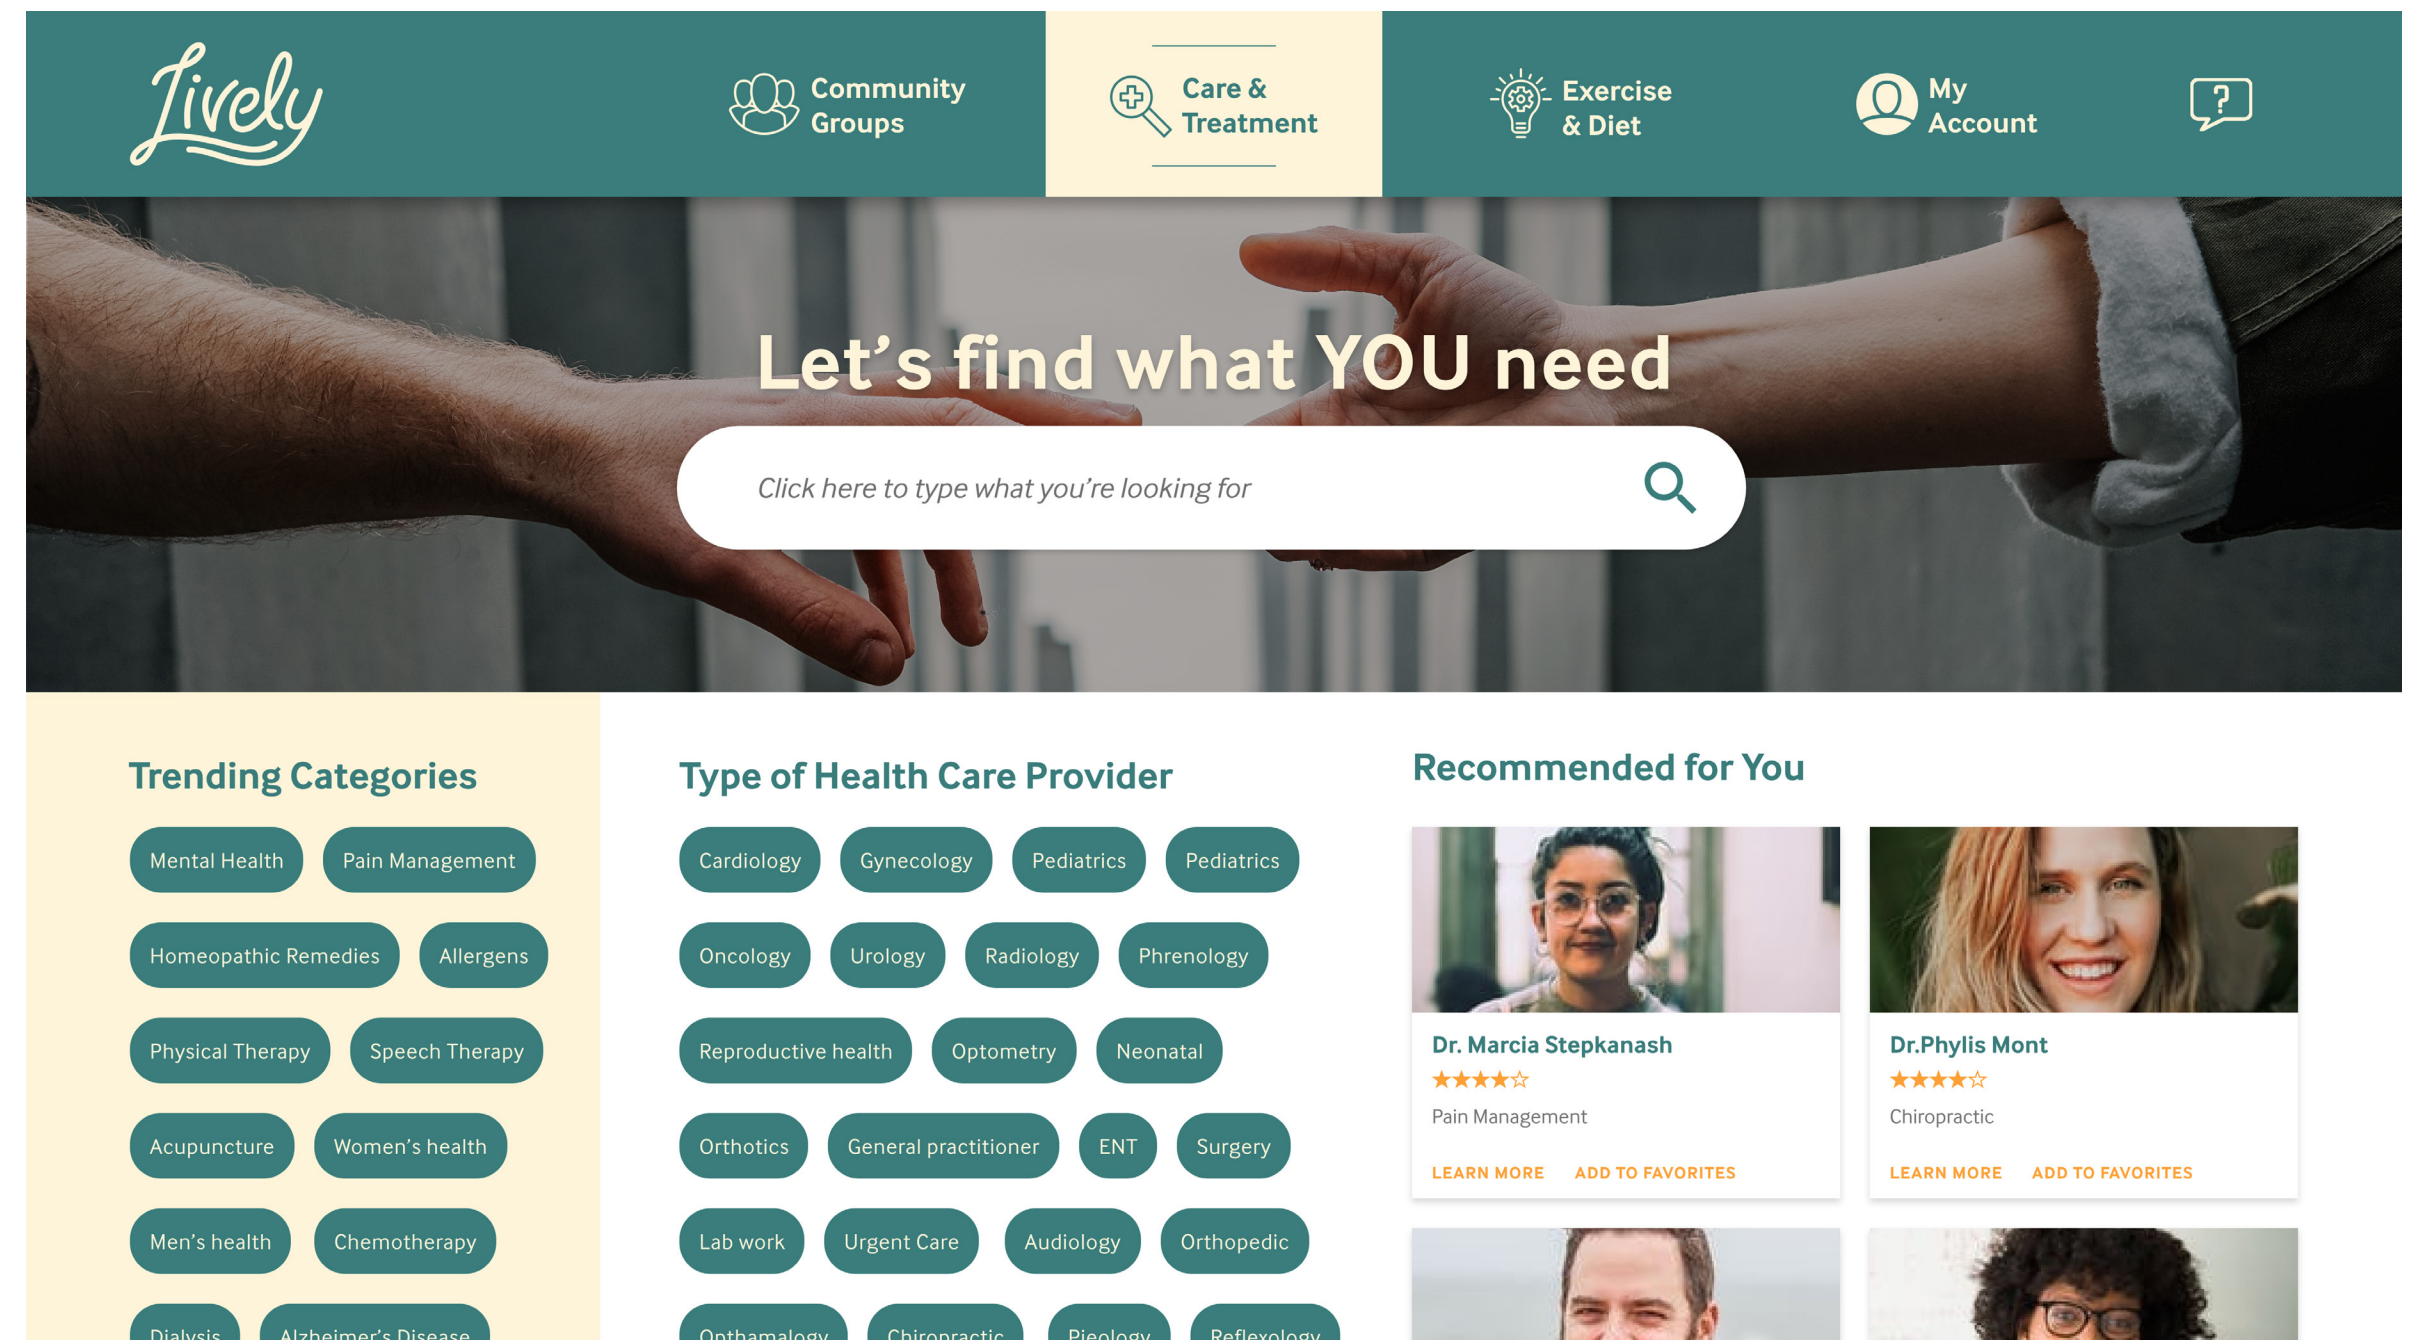 Lively
Community
Groups
Care &
Treatment
Exercise
& Diet
My
Account
?
Let’s find what YOU need
Click here to type what you’re looking for
Trending Categories
Mental Health
Pain Management
Homeopathic Remedies
Allergens
Physical Therapy
Speech Therapy
Acupuncture
Women’s health
Men’s health
Chemotherapy
Dialysis
Alzheimer’s Disease
Type of Health Care Provider
Cardiology
Gynecology
Pediatrics
Pediatrics
Oncology
Urology
Radiology
Phrenology
Reproductive health
Optometry
Neonatal
Orthotics
General practitioner
ENT
Surgery
Lab work
Urgent Care
Audiology
Orthopedic
Opthamalogy
Chiropractic
Pieology
Reflexology
Recommended for You
Dr. Marcia Stepkanash
★★★★☆
Pain Management
LEARN MORE
ADD TO FAVORITES
Dr.Phylis Mont
★★★★☆
Chiropractic
LEARN MORE
ADD TO FAVORITES